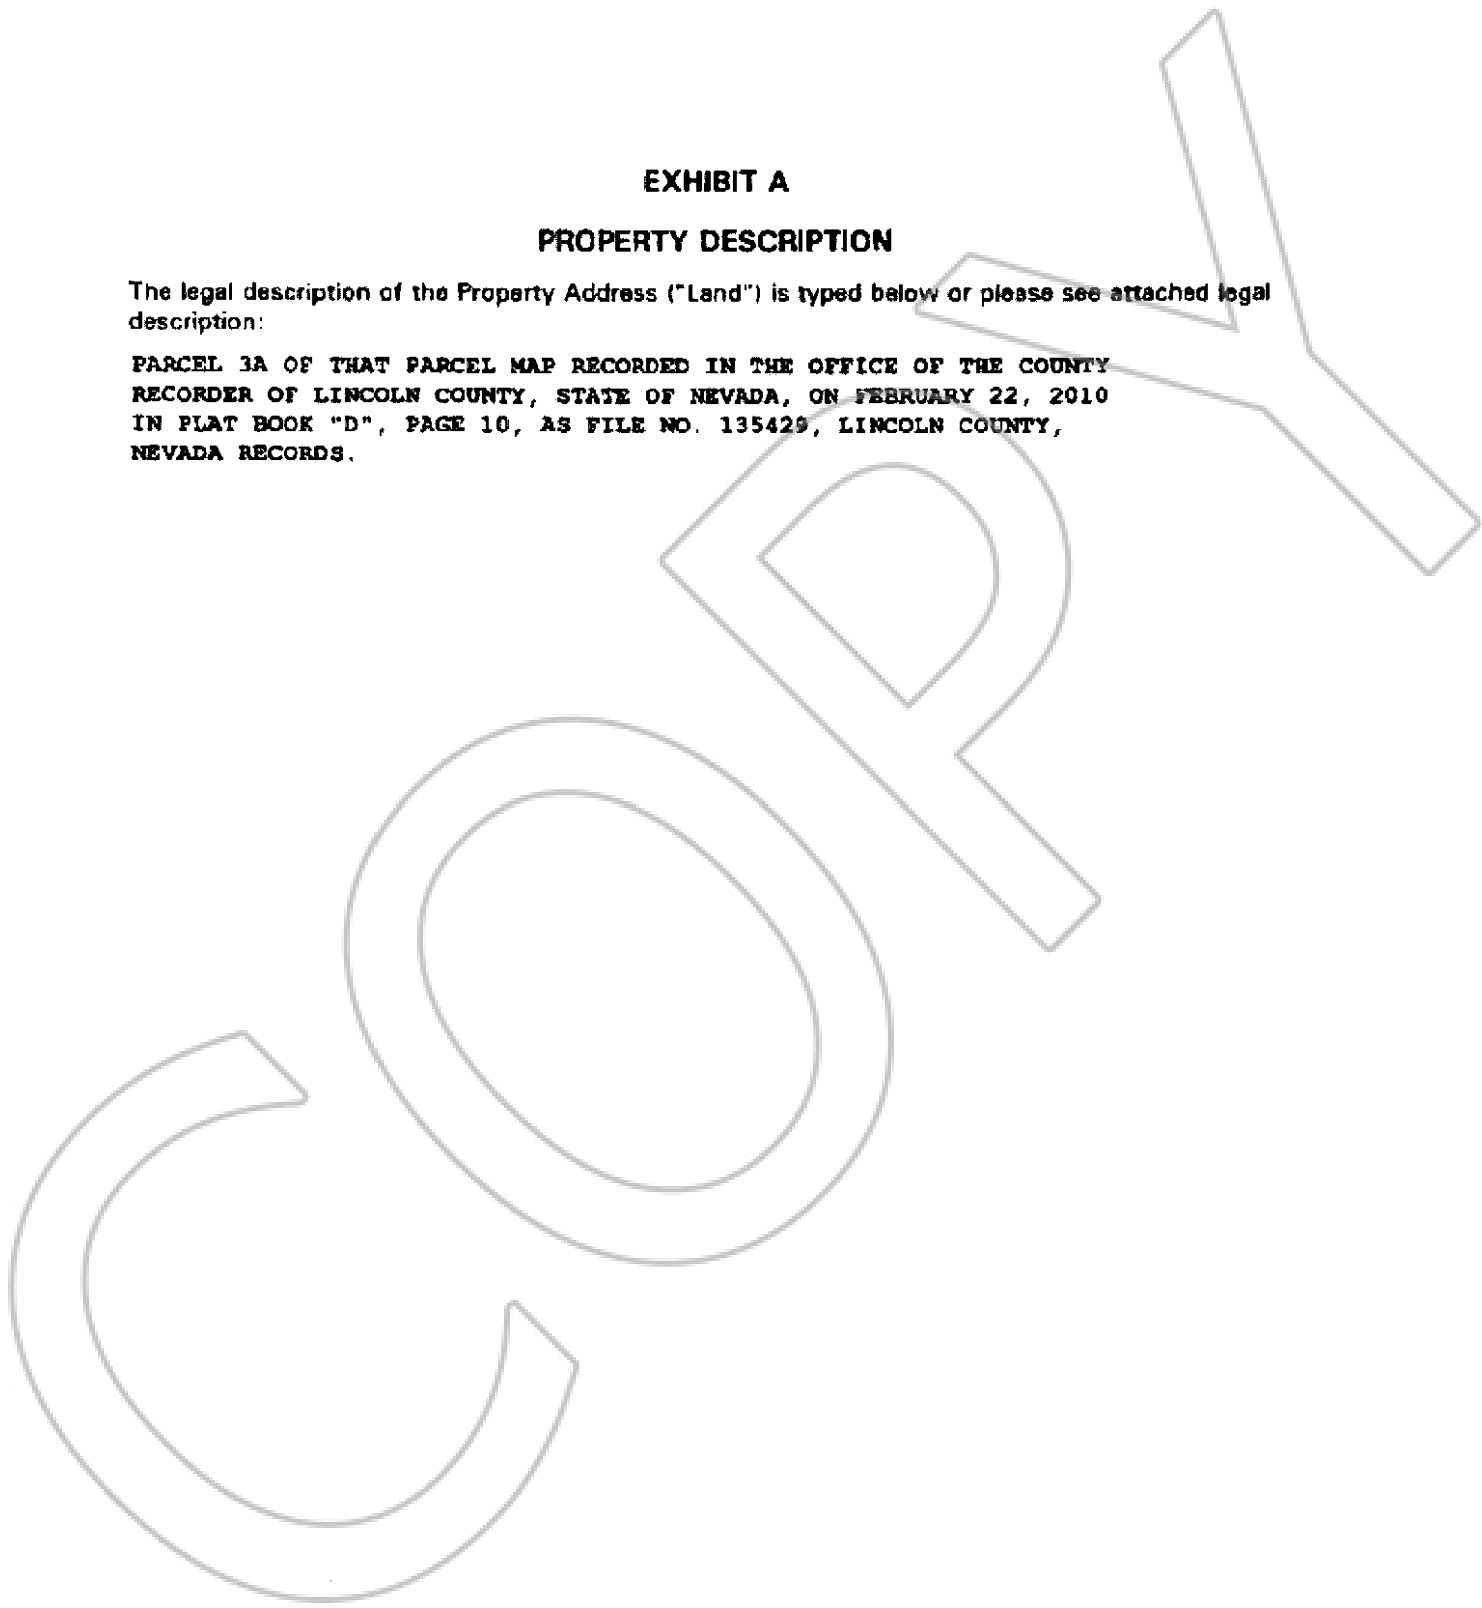 EXHIBIT A
PROPERTY DESCRIPTION
The legal description of the Property Address ("Land") is typed below or please see attached legal
description:
PARCEL 3A OF THAT PARCEL MAP RECORDED IN THE OFFICE OF THE COUNTY
RECORDER OF LINCOLN COUNTY, STATE OF NEVADA, ON FEBRUARY 22, 2010
IN PLAT BOOK "D", PAGE 10, AS FILE NO. 135429, LINCOLN COUNTY,
NEVADA RECORDS.
COPY